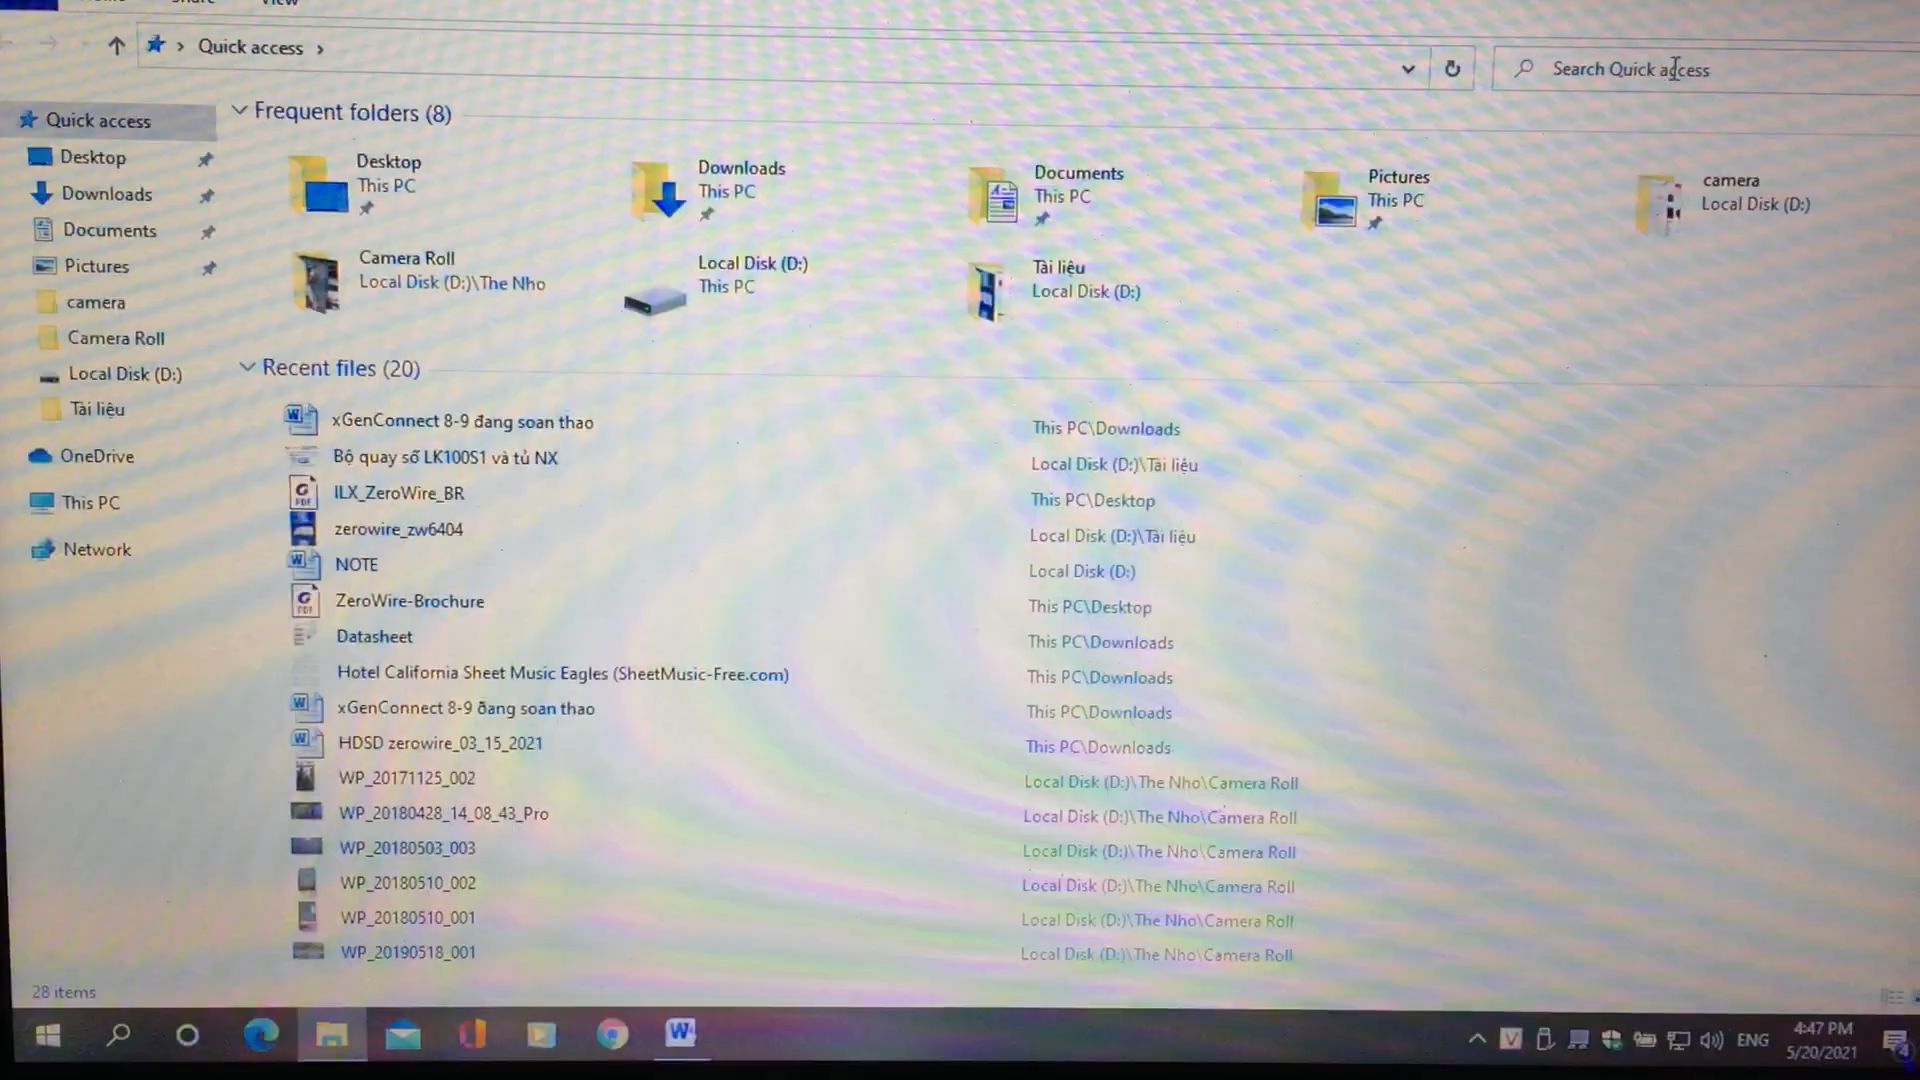 Share
View
Quick access
Search Quick access
Quick access
Desktop
Downloads
Documents
Pictures
camera
Camera Roll
Local Disk (D:)
Tài liệu
OneDrive
This PC
Network
Frequent folders (8)
Desktop
This PC
Downloads
This PC
Documents
This PC
Pictures
This PC
camera
Local Disk (D:)
Camera Roll
Local Disk (D:)\The Nho
Local Disk (D:)
This PC
Tài liệu
Local Disk (D:)
Recent files (20)
xGenConnect 8-9 đang soan thao This PC\Downloads
Bộ quay số LK100S1 và tủ NX Local Disk (D:)\Tài liệu
ILX_ZeroWire_BR This PC\Desktop
zerowire_zw6404 Local Disk (D:)\Tài liệu
NOTE Local Disk (D:)
ZeroWire-Brochure This PC\Desktop
Datasheet This PC\Downloads
Hotel California Sheet Music Eagles (SheetMusic-Free.com) This PC\Downloads
xGenConnect 8-9 ðang soan thao This PC\Downloads
HDSD zerowire_03_15_2021 This PC\Downloads
WP_20171125_002 Local Disk (D:)\The Nho\Camera Roll
WP_20180428_14_08_43_Pro Local Disk (D:)\The Nho\Camera Roll
WP_20180503_003 Local Disk (D:)\The Nho\Camera Roll
WP_20180510_002 Local Disk (D:)\The Nho\Camera Roll
WP_20180510_001 Local Disk (D:)\The Nho\Camera Roll
WP_20190518_001 Local Disk (D:)\The Nho\Camera Roll
28 items
ENG
4:47 PM
5/20/2021
4